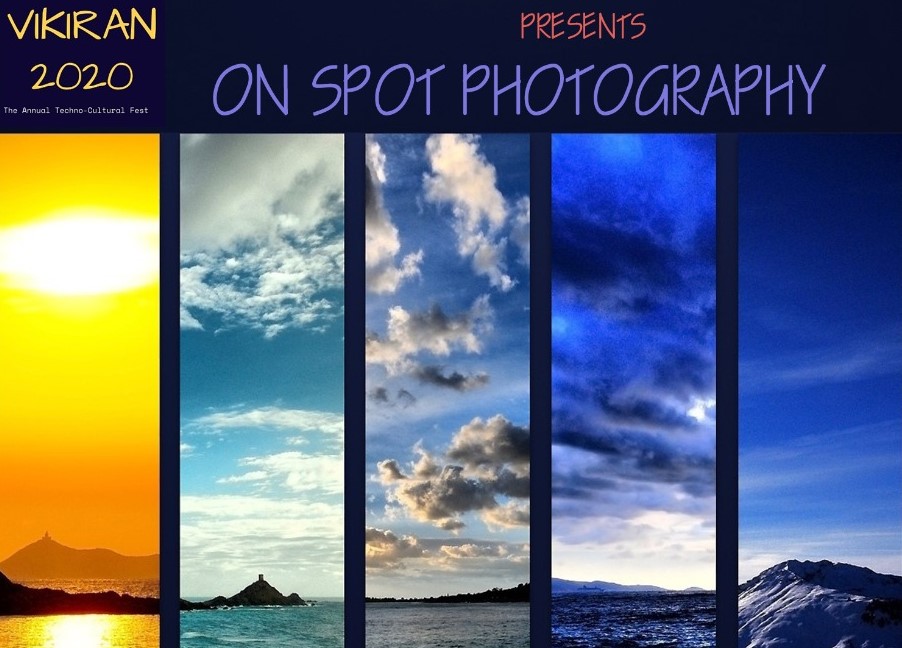 VIKIRAN
2020
The Annual Techno-Cultural Fest
PRESENTS
ON SPOT PHOTOGRAPHY